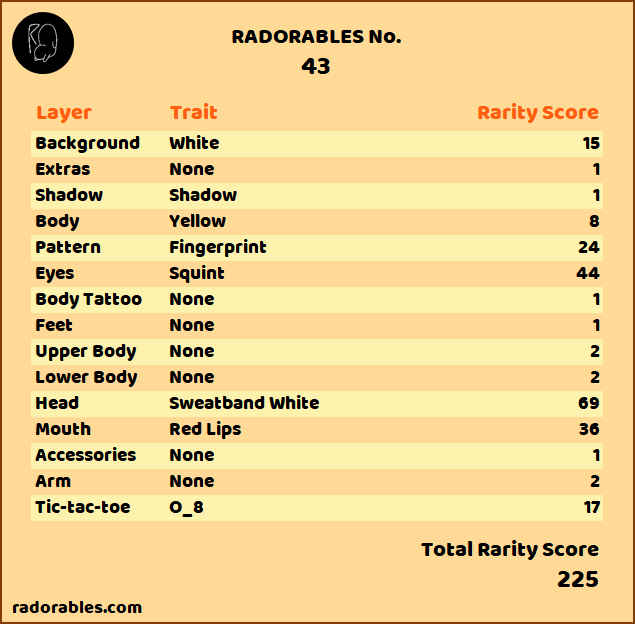 RADORABLES No.
43
Layer Trait Rarity Score
Background White 15
Extras None 1
Shadow Shadow 1
Body Yellow 8
Pattern Fingerprint 24
Eyes Squint 44
Body Tattoo None 1
Feet None 1
Upper Body None 2
Lower Body None 2
Head Sweatband White 69
Mouth Red Lips 36
Accessories None 1
Arm None 2
Tic-tac-toe O_8 17
Total Rarity Score
225
radorables.com